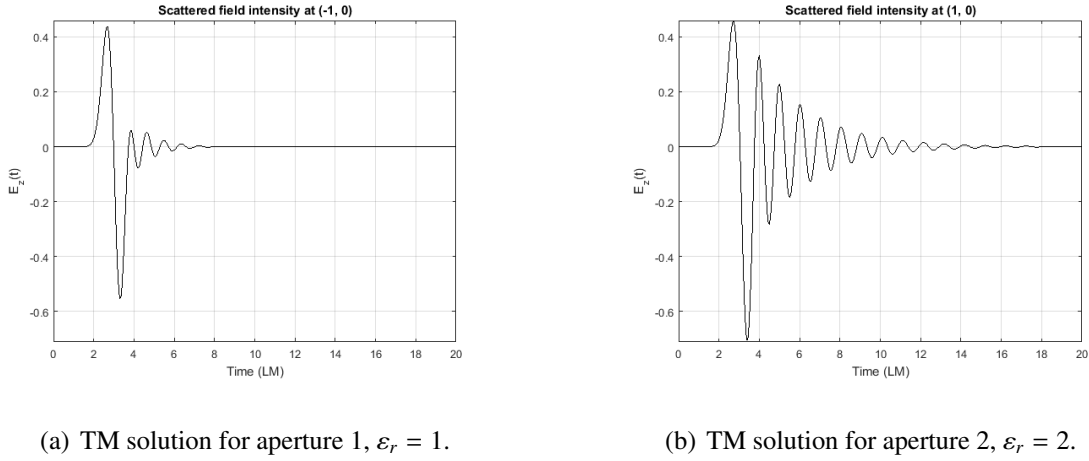 Scattered field intensity at (-1, 0)
0.4
0.2
0
-0.2
-0.4
-0.6
E_z(t)
0 2 4 6 8 10 12 14 16 18 20
Time (LM)
(a) TM solution for aperture 1, ε_r = 1.
Scattered field intensity at (1, 0)
0.4
0.2
0
-0.2
-0.4
-0.6
E_z(t)
0 2 4 6 8 10 12 14 16 18 20
Time (LM)
(b) TM solution for aperture 2, ε_r = 2.